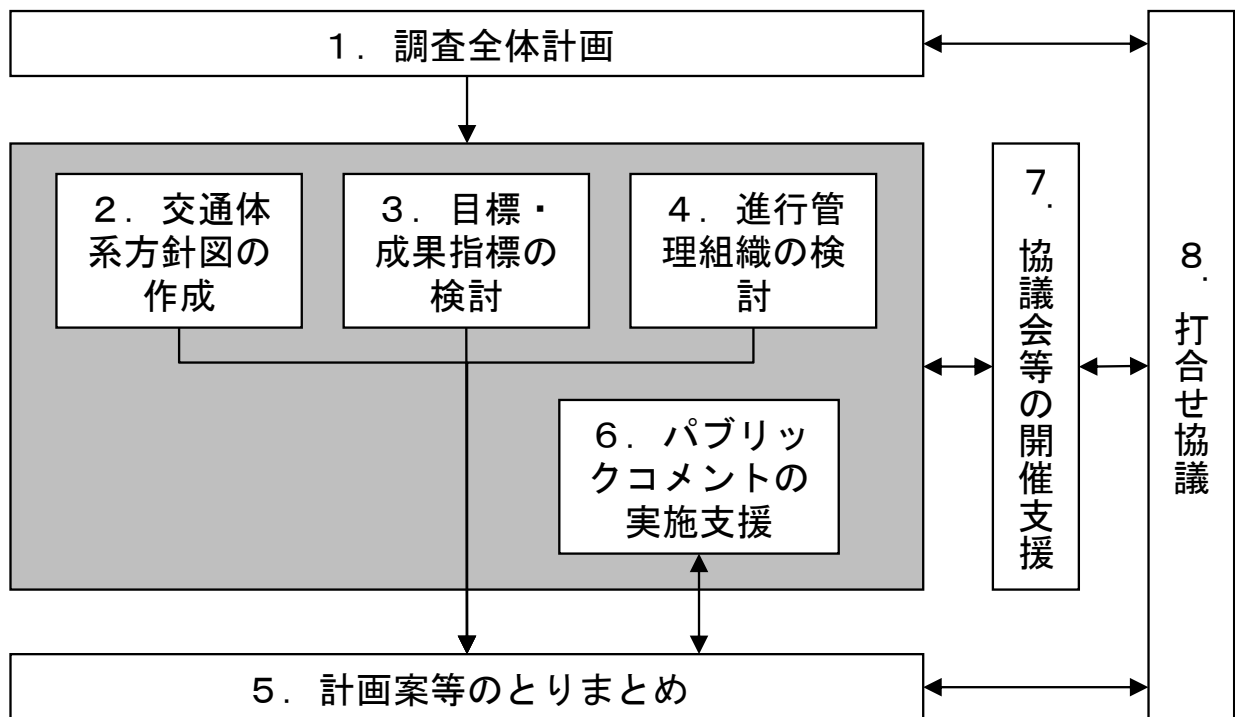 １．調査全体計画
２．交通体
系方針図の
作成
３．目標・
成果指標の
検討
４．進行管
理組織の検
討
６．パブリッ
クコメントの
実施支援
５．計画案等のとりまとめ
７．協議会等の開催支援
８．打合せ協議